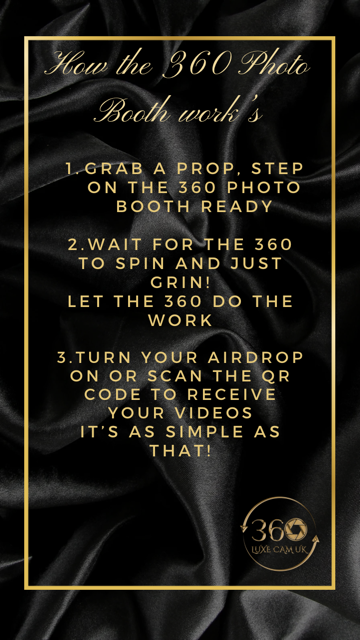 How the 360 Photo
Booth work's
1.GRAB A PROP, STEP
ON THE 360 PHOTO
BOOTH READY
2.WAIT FOR THE 360
TO SPIN AND JUST
GRIN!
LET THE 360 DO THE
WORK
3.TURN YOUR AIRDROP
ON OR SCAN THE QR
CODE TO RECEIVE
YOUR VIDEOS
IT'S AS SIMPLE AS
THAT!
360
LUXE CAM UK